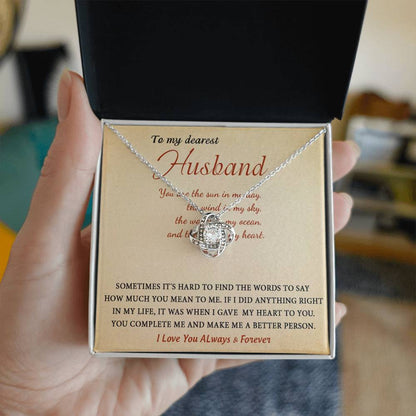 To my dearest
Husband
You are the sun in my day,
the wind in my sky,
the wa in my ocean,
and th y heart.
SOMETIMES IT'S HARD TO FIND THE WORDS TO SAY
HOW MUCH YOU MEAN TO ME. IF I DID ANYTHING RIGHT
IN MY LIFE, IT WAS WHEN I GAVE MY HEART TO YOU.
YOU COMPLETE ME AND MAKE ME A BETTER PERSON.
I Love You ALways & Forever